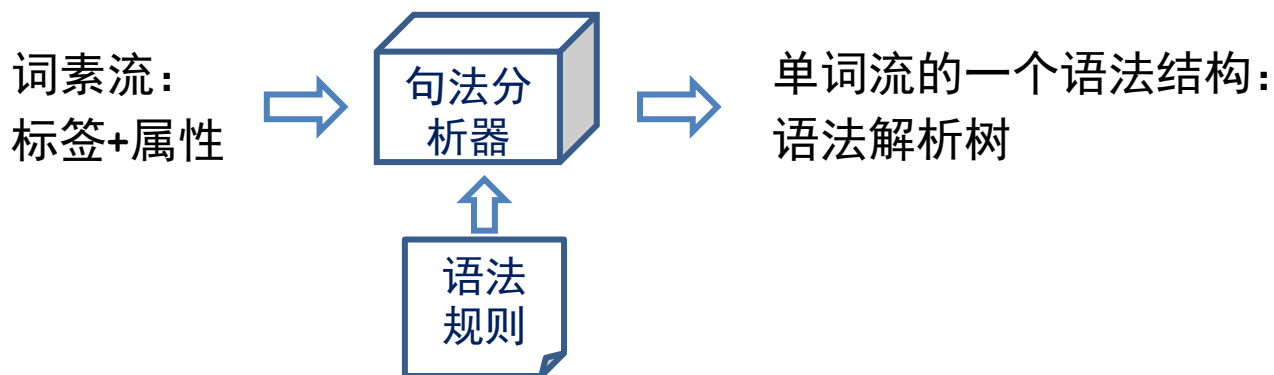 词素流：
标签+属性
句法分
析器
单词流的一个语法结构：
语法解析树
语法
规则